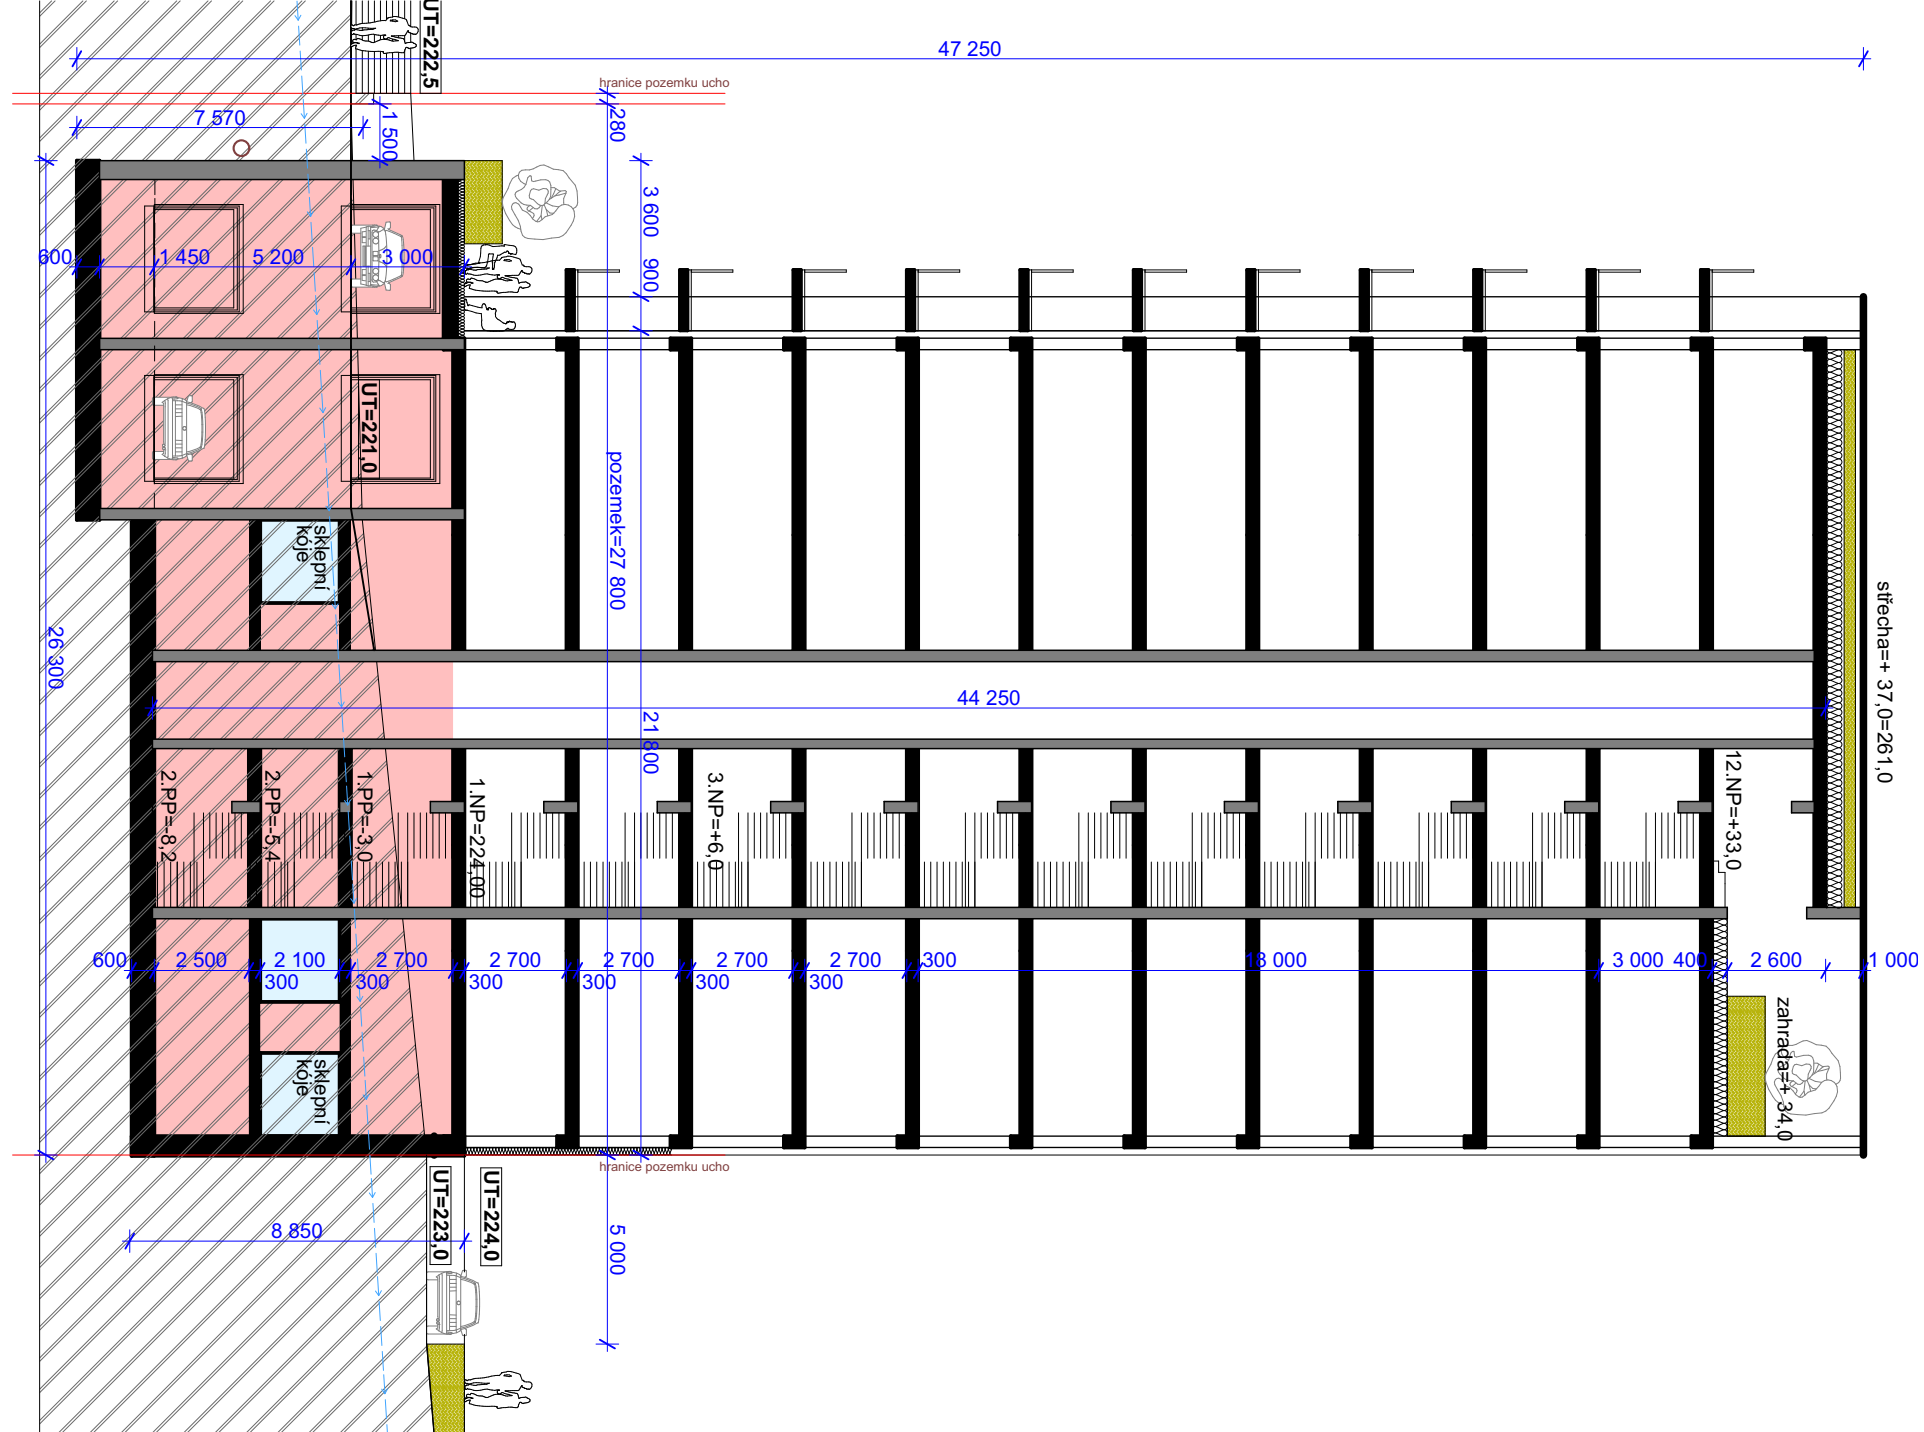 UT=222,5
47 250
hranice pozemku ucho
280
1 500
7 570
3 600
900
600
1 450
5 200
3 000
UT=221,0
pozemek=27 800
sklepní
kóje
26 300
střecha=+ 37,0=261,0
44 250
21 800
2.PP=-8,2
2.PP=-5,4
1.PP=-3,0
1.NP=224,00
3.NP=+6,0
12.NP=+33,0
600
2 500
2 100
300
2 700
300
2 700
300
2 700
300
2 700
300
2 700
300
300
18 000
3 000
400
2 600
1 000
zahrada=+ 34,0
sklepní
kóje
hranice pozemku ucho
UT=223,0
UT=224,0
8 850
5 000